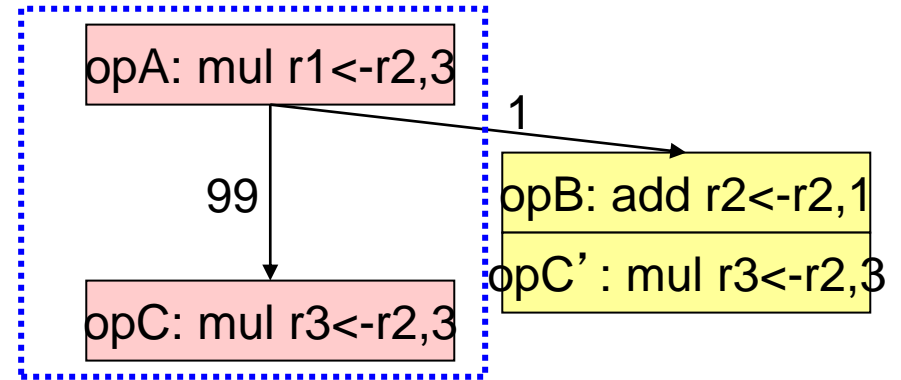 opA: mul r1<-r2,3
1
99
opB: add r2<-r2,1
opC’: mul r3<-r2,3
opC: mul r3<-r2,3